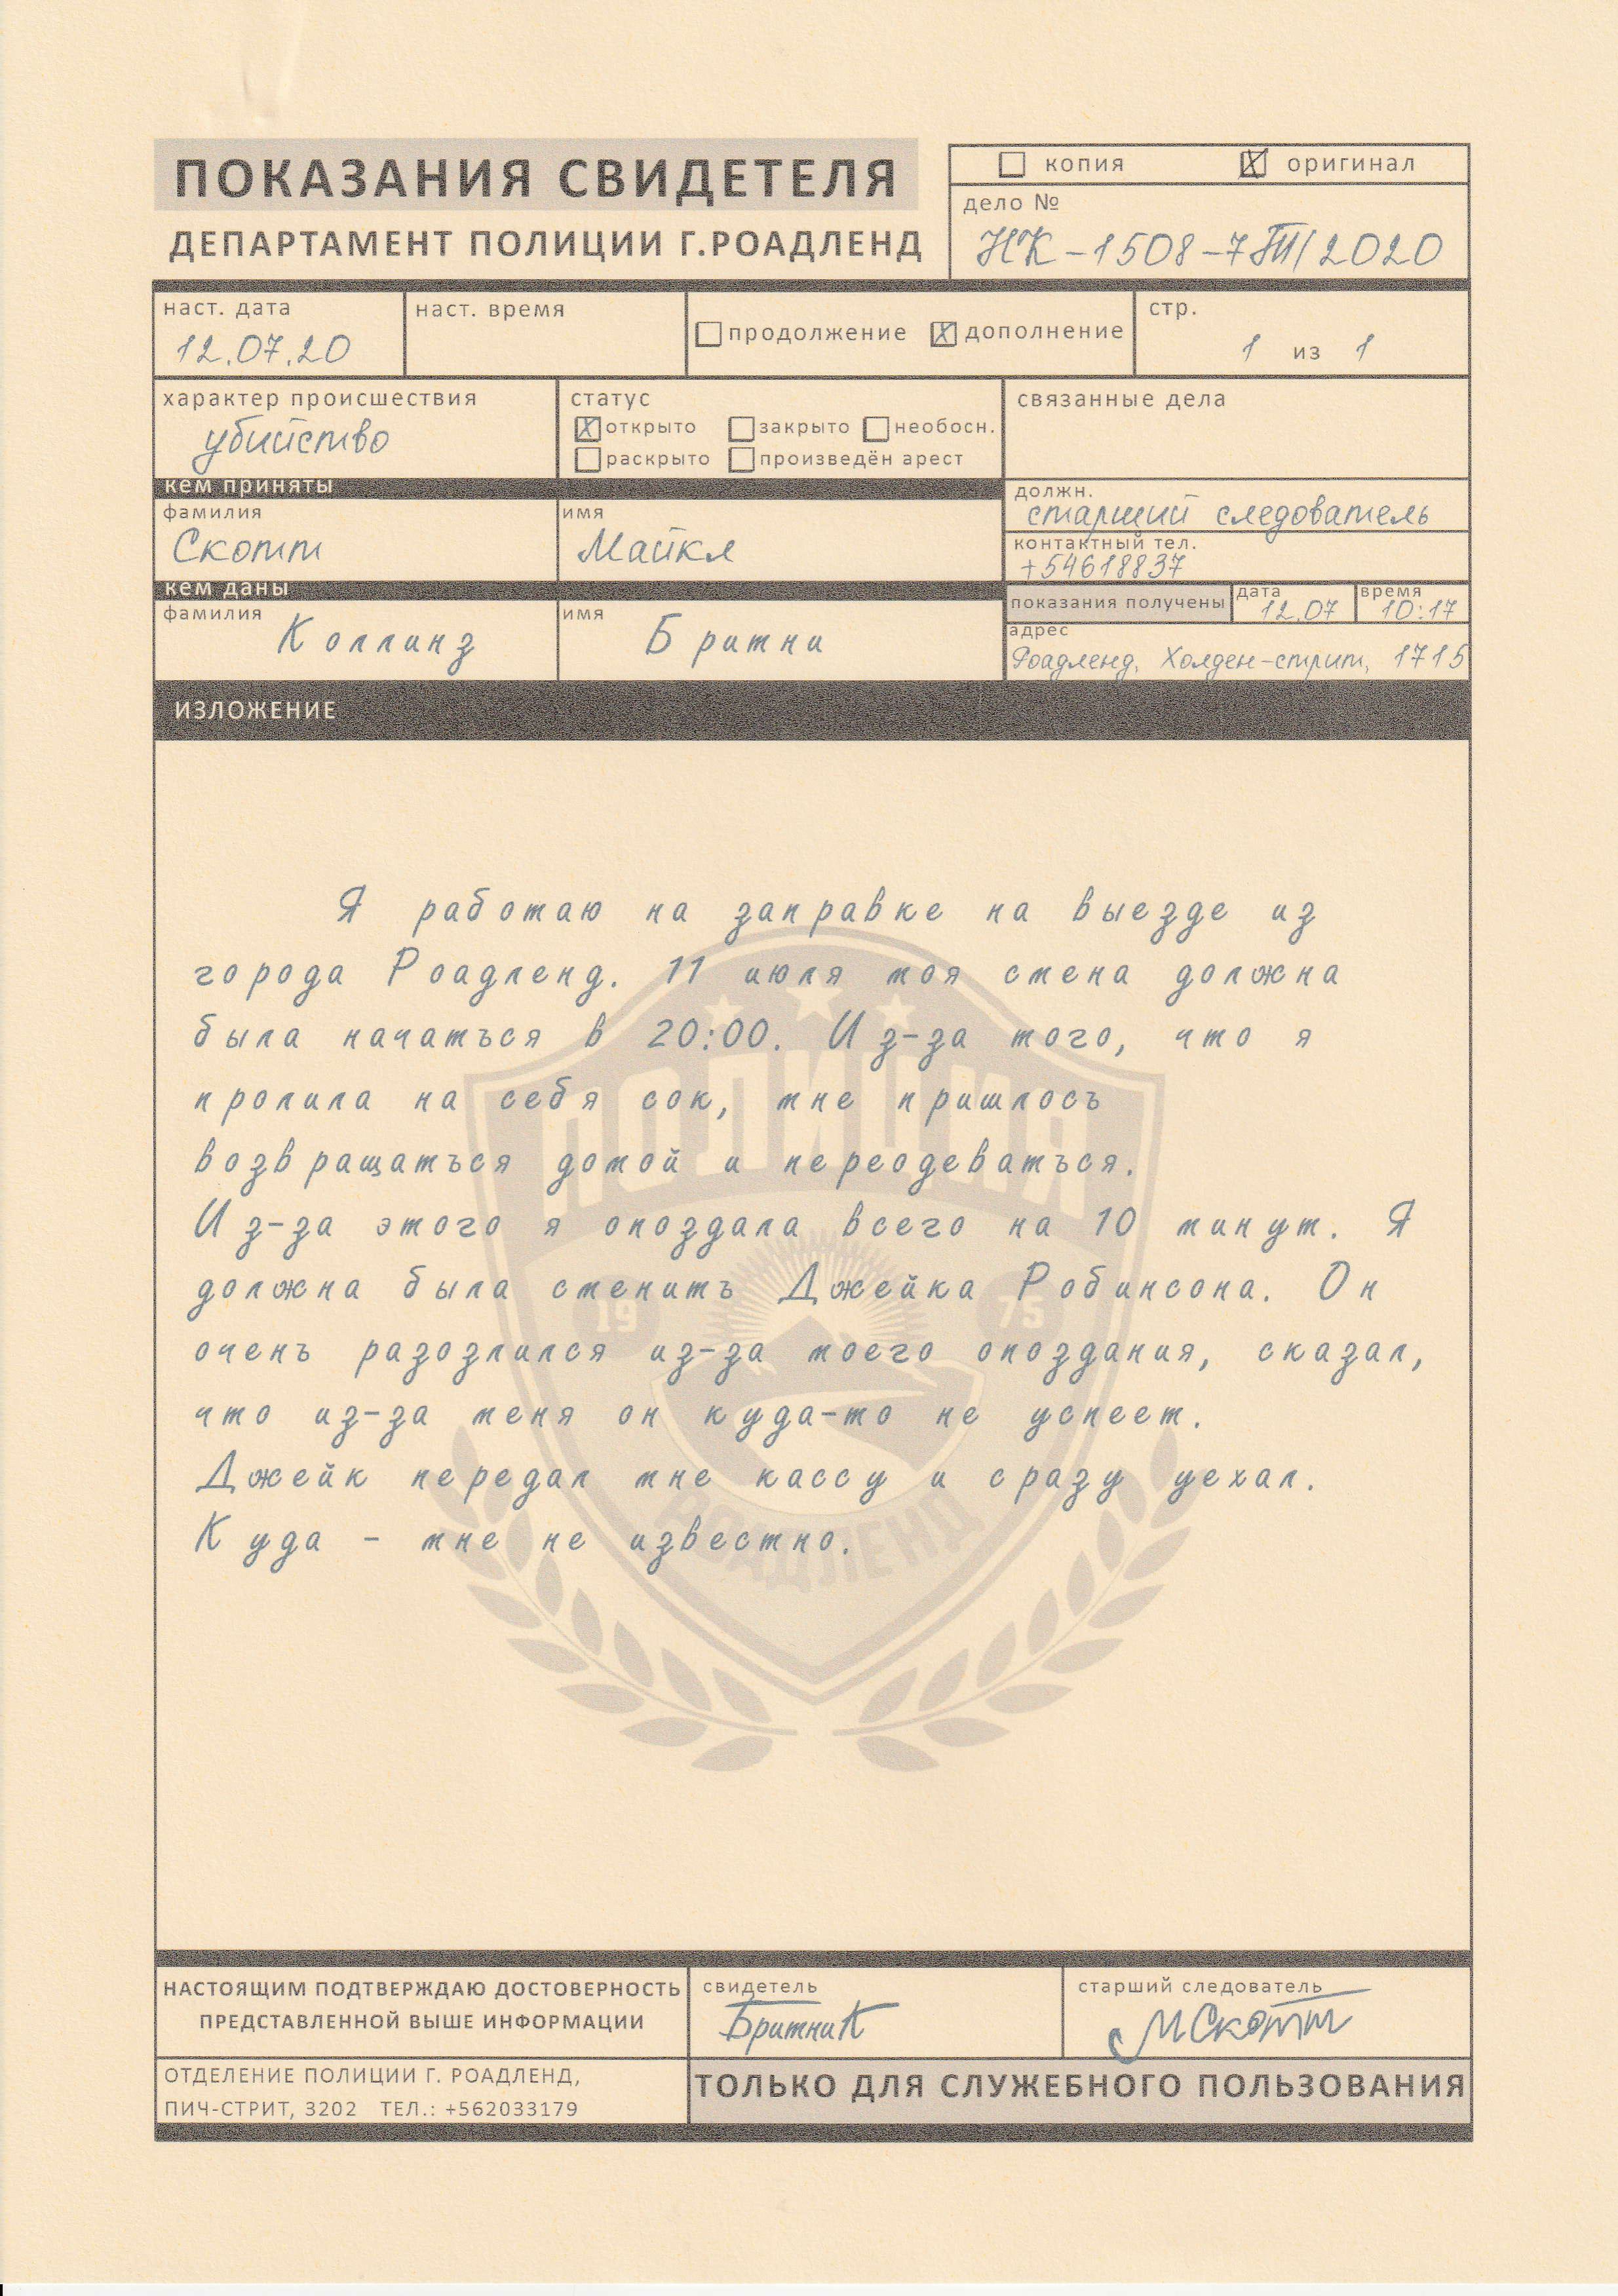 ПОКАЗАНИЯ СВИДЕТЕЛЯ
ДЕПАРТАМЕНТ ПОЛИЦИИ Г.РОАДЛЕНД
копия оригинал
дело №
НК-1508-7ПП/2020
наст. дата
12.07.20
наст. время
продолжение дополнение
стр.
1 из 1
характер происшествия
убийство
статус
открыто закрыто необосн.
раскрыто произведён арест
связанные дела
кем приняты
фамилия
Скотт
имя
Майкл
должн.
старший следователь
контактный тел.
+54618837
кем даны
фамилия
Коллинз
имя
Бритни
показания получены
дата
12.07
время
10:17
адрес
Роадленд, Холден-стрит, 1715
ИЗЛОЖЕНИЕ
Я работаю на заправке на выезде из
города Роадленд. 11 июля моя смена должна
была начаться в 20:00. Из-за того, что я
пролила на себя сок, мне пришлось
возвращаться домой и переодеваться.
Из-за этого я опоздала всего на 10 минут. Я
должна была сменить Джейка Робинсона. Он
очень разозлился из-за моего опоздания, сказал,
что из-за меня он куда-то не успеет.
Джейк передал мне кассу и сразу уехал.
Куда - мне не известно.
ПОЛИЦИЯ
19 75
РОАДЛЕНД
НАСТОЯЩИМ ПОДТВЕРЖДАЮ ДОСТОВЕРНОСТЬ
ПРЕДСТАВЛЕННОЙ ВЫШЕ ИНФОРМАЦИИ
свидетель
БритниК
старший следователь
МСкотт
ОТДЕЛЕНИЕ ПОЛИЦИИ Г. РОАДЛЕНД,
ПИЧ-СТРИТ, 3202 ТЕЛ.: +562033179
ТОЛЬКО ДЛЯ СЛУЖЕБНОГО ПОЛЬЗОВАНИЯ